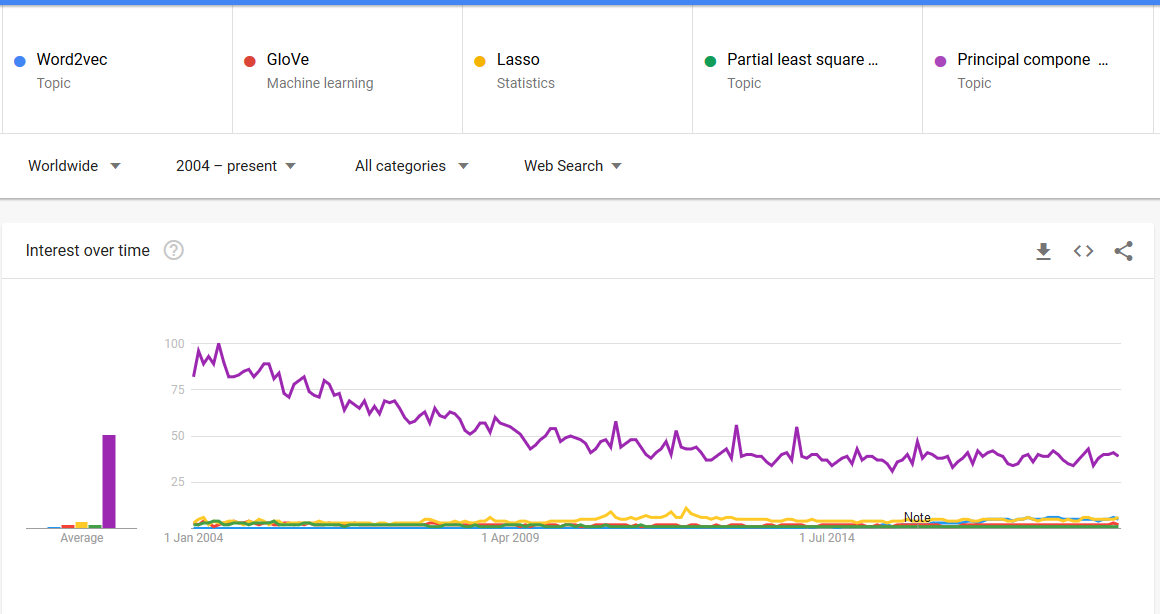 Word2vec
Topic
GloVe
Machine learning
Lasso
Statistics
Partial least square ...
Topic
Principal compone ...
Topic
Worldwide
2004 – present
All categories
Web Search
Interest over time
?
100
75
50
25
Note
Average
1 Jan 2004
1 Apr 2009
1 Jul 2014